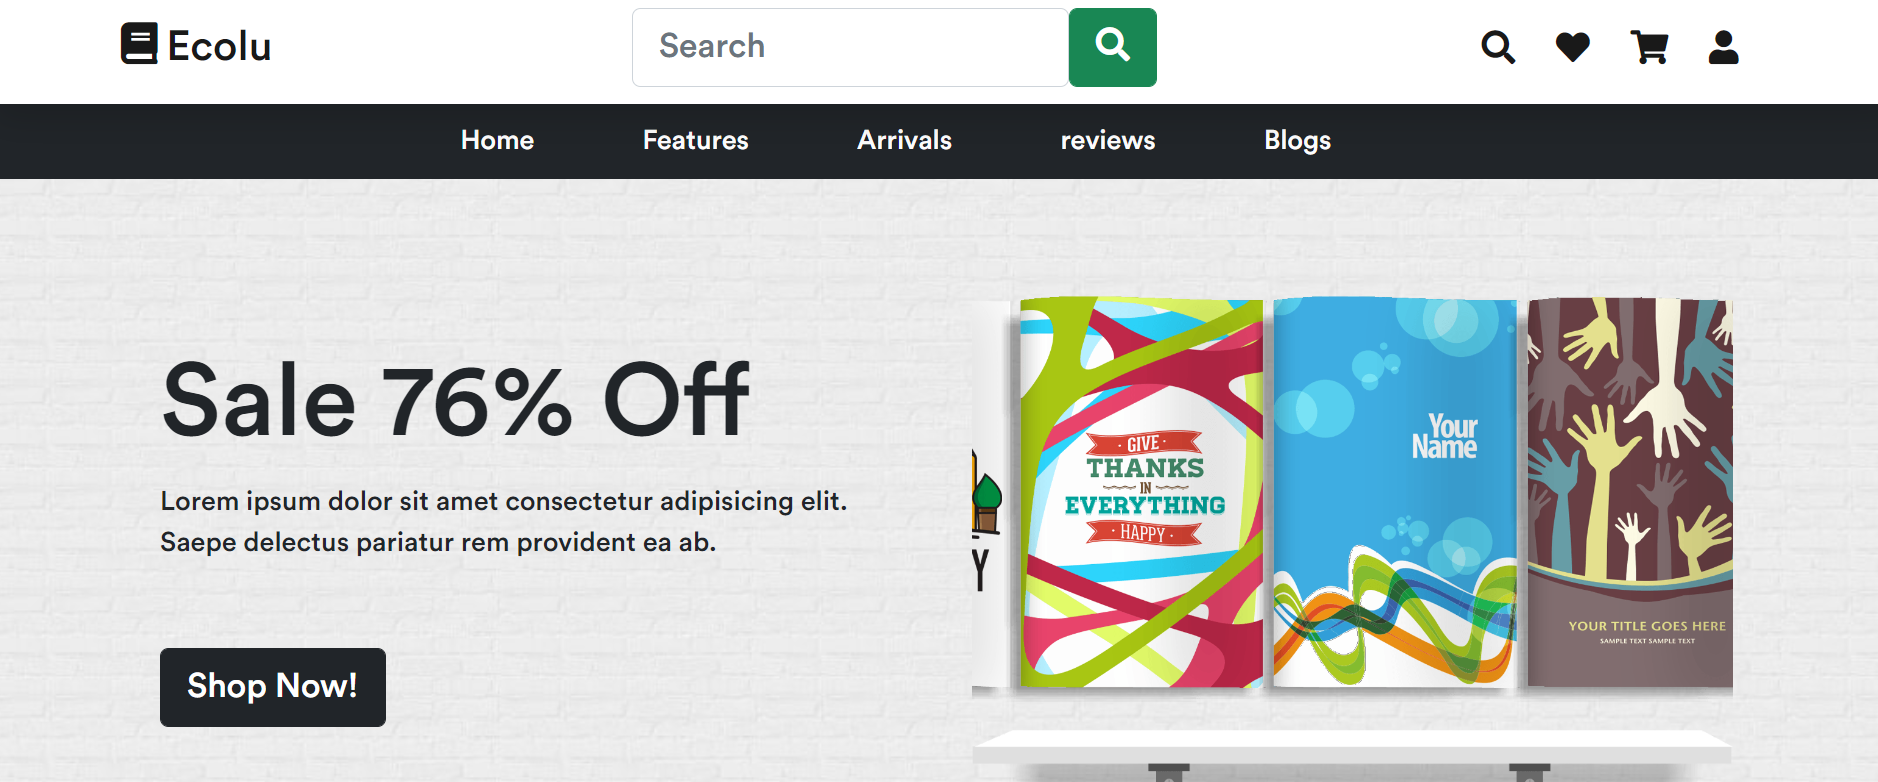 Ecolu
Search
Home
Features
Arrivals
reviews
Blogs
Sale 76% Off
Lorem ipsum dolor sit amet consectetur adipisicing elit.
Saepe delectus pariatur rem provident ea ab.
Shop Now!
Y
GIVE
THANKS
IN
EVERYTHING
HAPPY
Your
Name
YOUR TITLE GOES HERE
SAMPLE TEXT SAMPLE TEXT